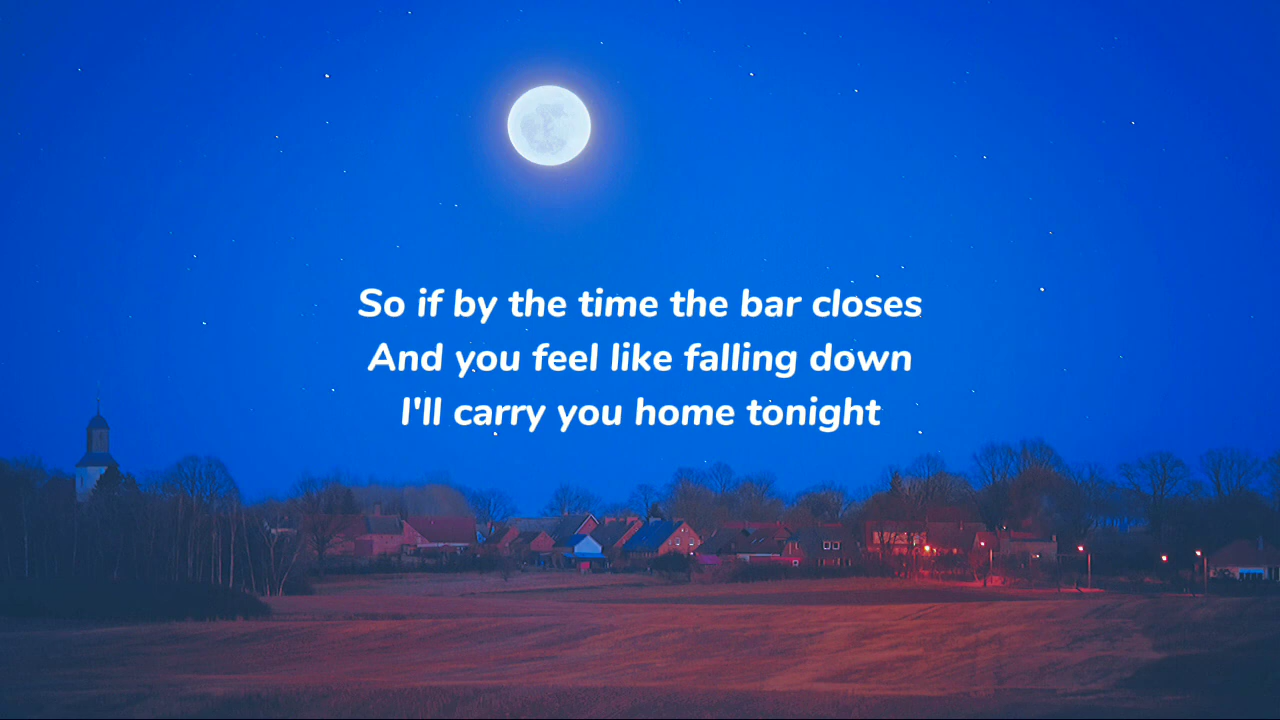 So if by the time the bar closes
And you feel like falling down
I'll carry you home tonight